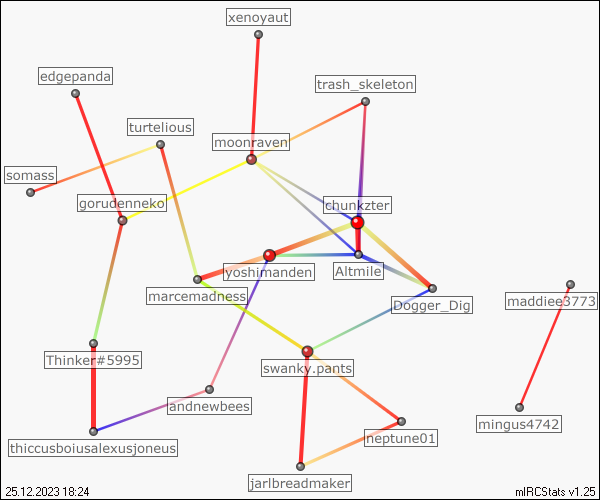 xenoyaut
edgepanda
trash_skeleton
turtelious
moonraven
somass
gorudenneko
chunkzter
yoshimanden
Altmile
marcemadness
Dogger_Dig
maddiee3773
Thinker#5995
swanky.pants
andnewbees
mingus4742
neptune01
thiccusboiusalexusjoneus
jarlbreadmaker
25.12.2023 18:24
mIRCStats v1.25